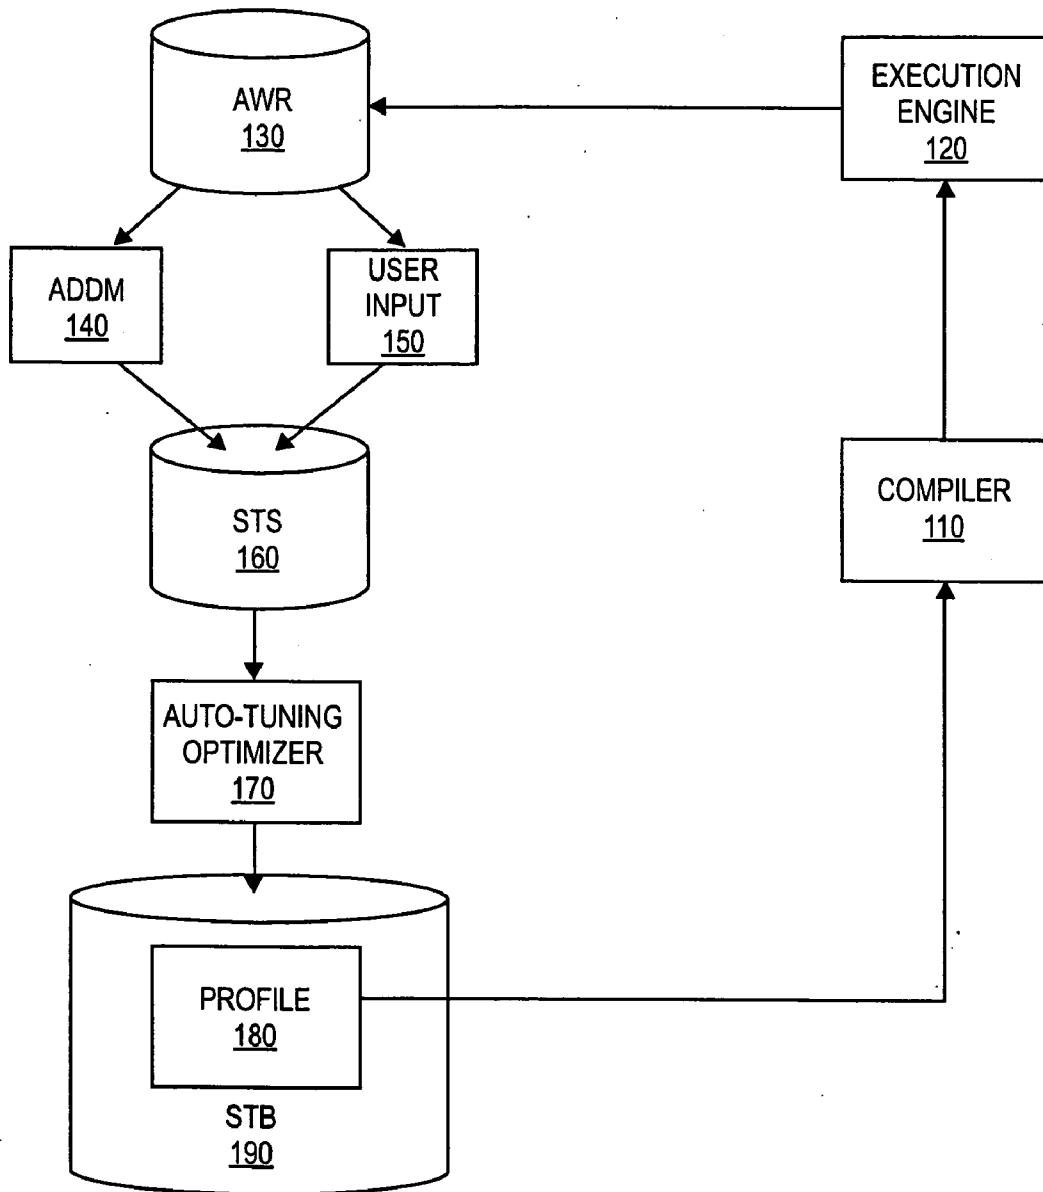 AWR
130
EXECUTION
ENGINE
120
ADDM
140
USER
INPUT
150
STS
160
COMPILER
110
AUTO-TUNING
OPTIMIZER
170
PROFILE
180
STB
190